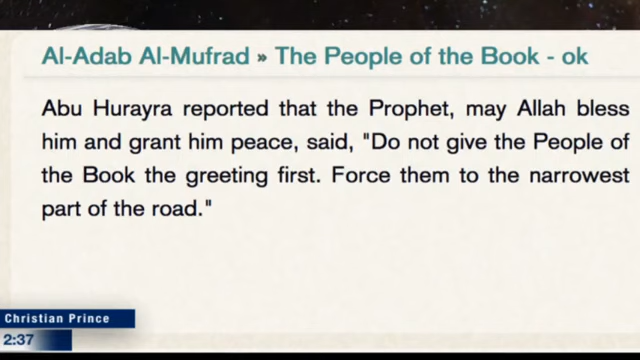 Al-Adab Al-Mufrad » The People of the Book - ok
Abu Hurayra reported that the Prophet, may Allah bless
him and grant him peace, said, "Do not give the People of
the Book the greeting first. Force them to the narrowest
part of the road."
Christian Prince
2:37